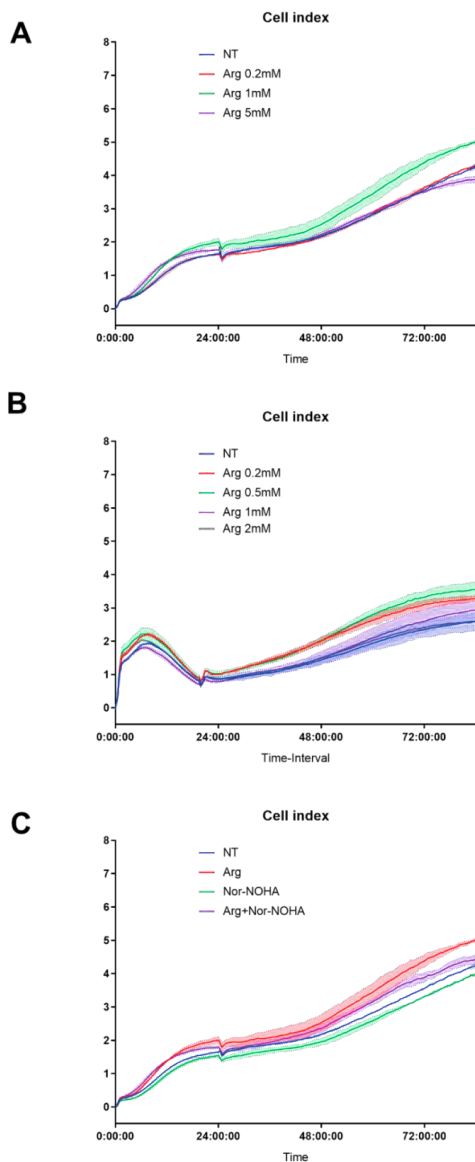 A
Cell index
NT
Arg 0.2mM
Arg 1mM
Arg 5mM
8
7
6
5
4
3
2
1
0
0:00:00 24:00:00 48:00:00 72:00:00
Time
B
Cell index
NT
Arg 0.2mM
Arg 0.5mM
Arg 1mM
Arg 2mM
8
7
6
5
4
3
2
1
0
0:00:00 24:00:00 48:00:00 72:00:00
Time-Interval
C
Cell index
NT
Arg
Nor-NOHA
Arg+Nor-NOHA
8
7
6
5
4
3
2
1
0
0:00:00 24:00:00 48:00:00 72:00:00
Time